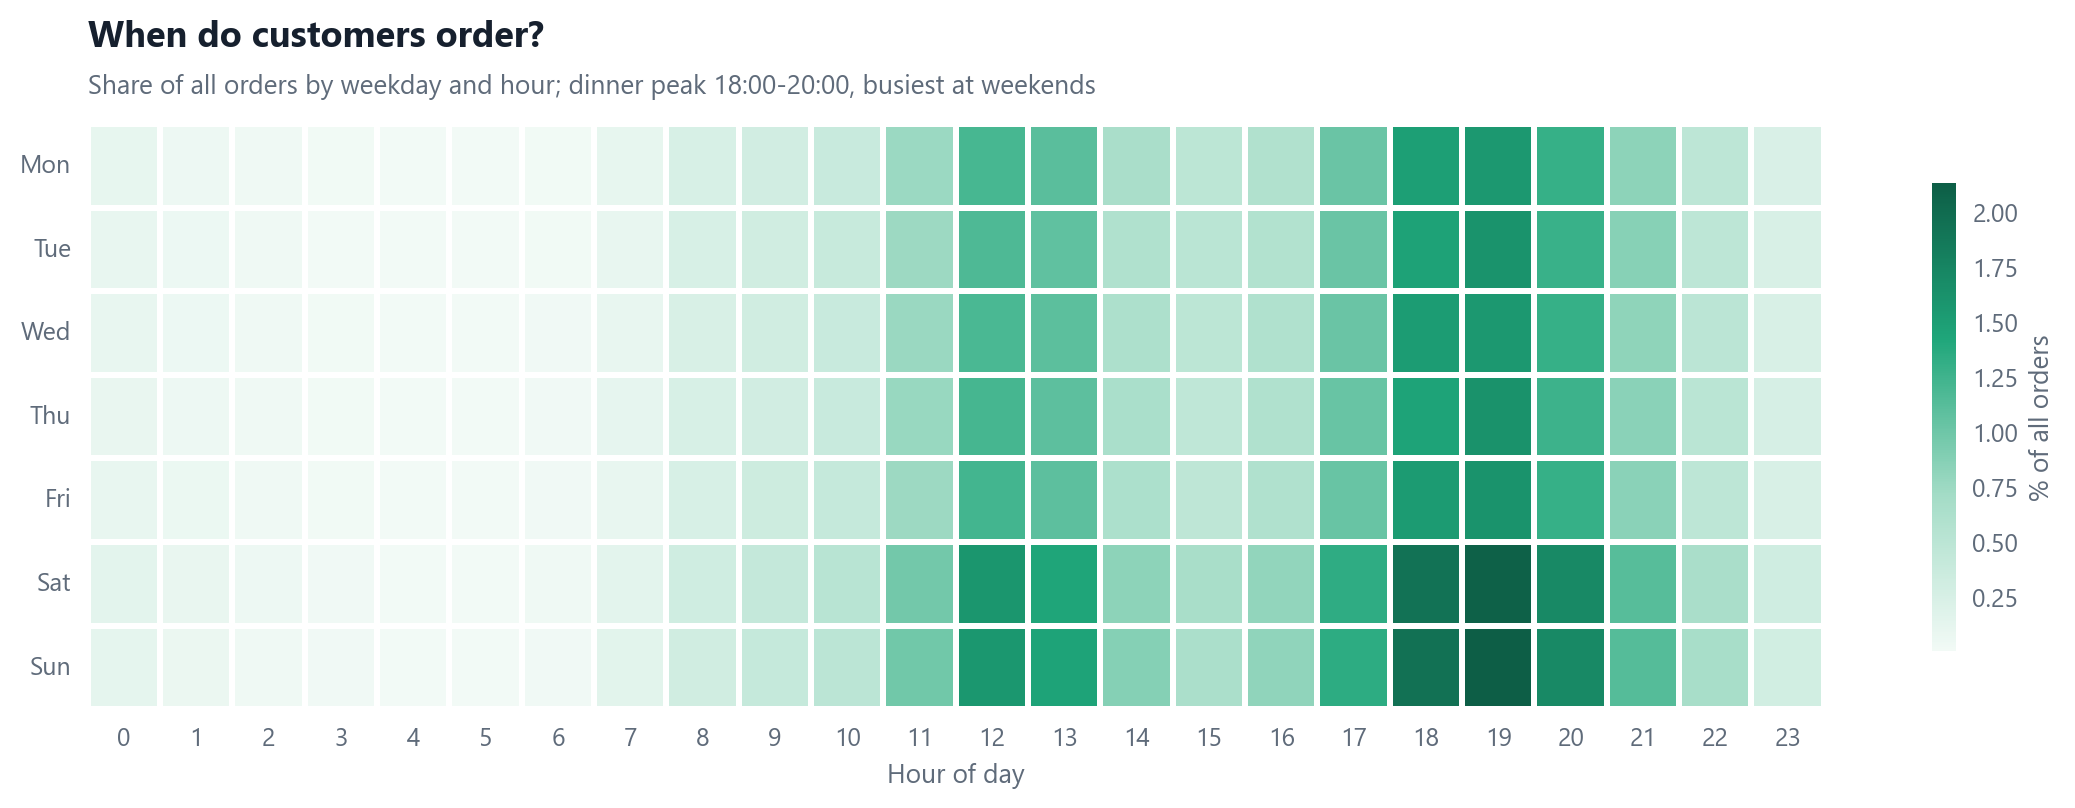 When do customers order?
Share of all orders by weekday and hour; dinner peak 18:00-20:00, busiest at weekends
Mon
Tue
Wed
Thu
Fri
Sat
Sun
0 1 2 3 4 5 6 7 8 9 10 11 12 13 14 15 16 17 18 19 20 21 22 23
Hour of day
2.00
1.75
1.50
1.25
1.00
0.75
0.50
0.25
% of all orders